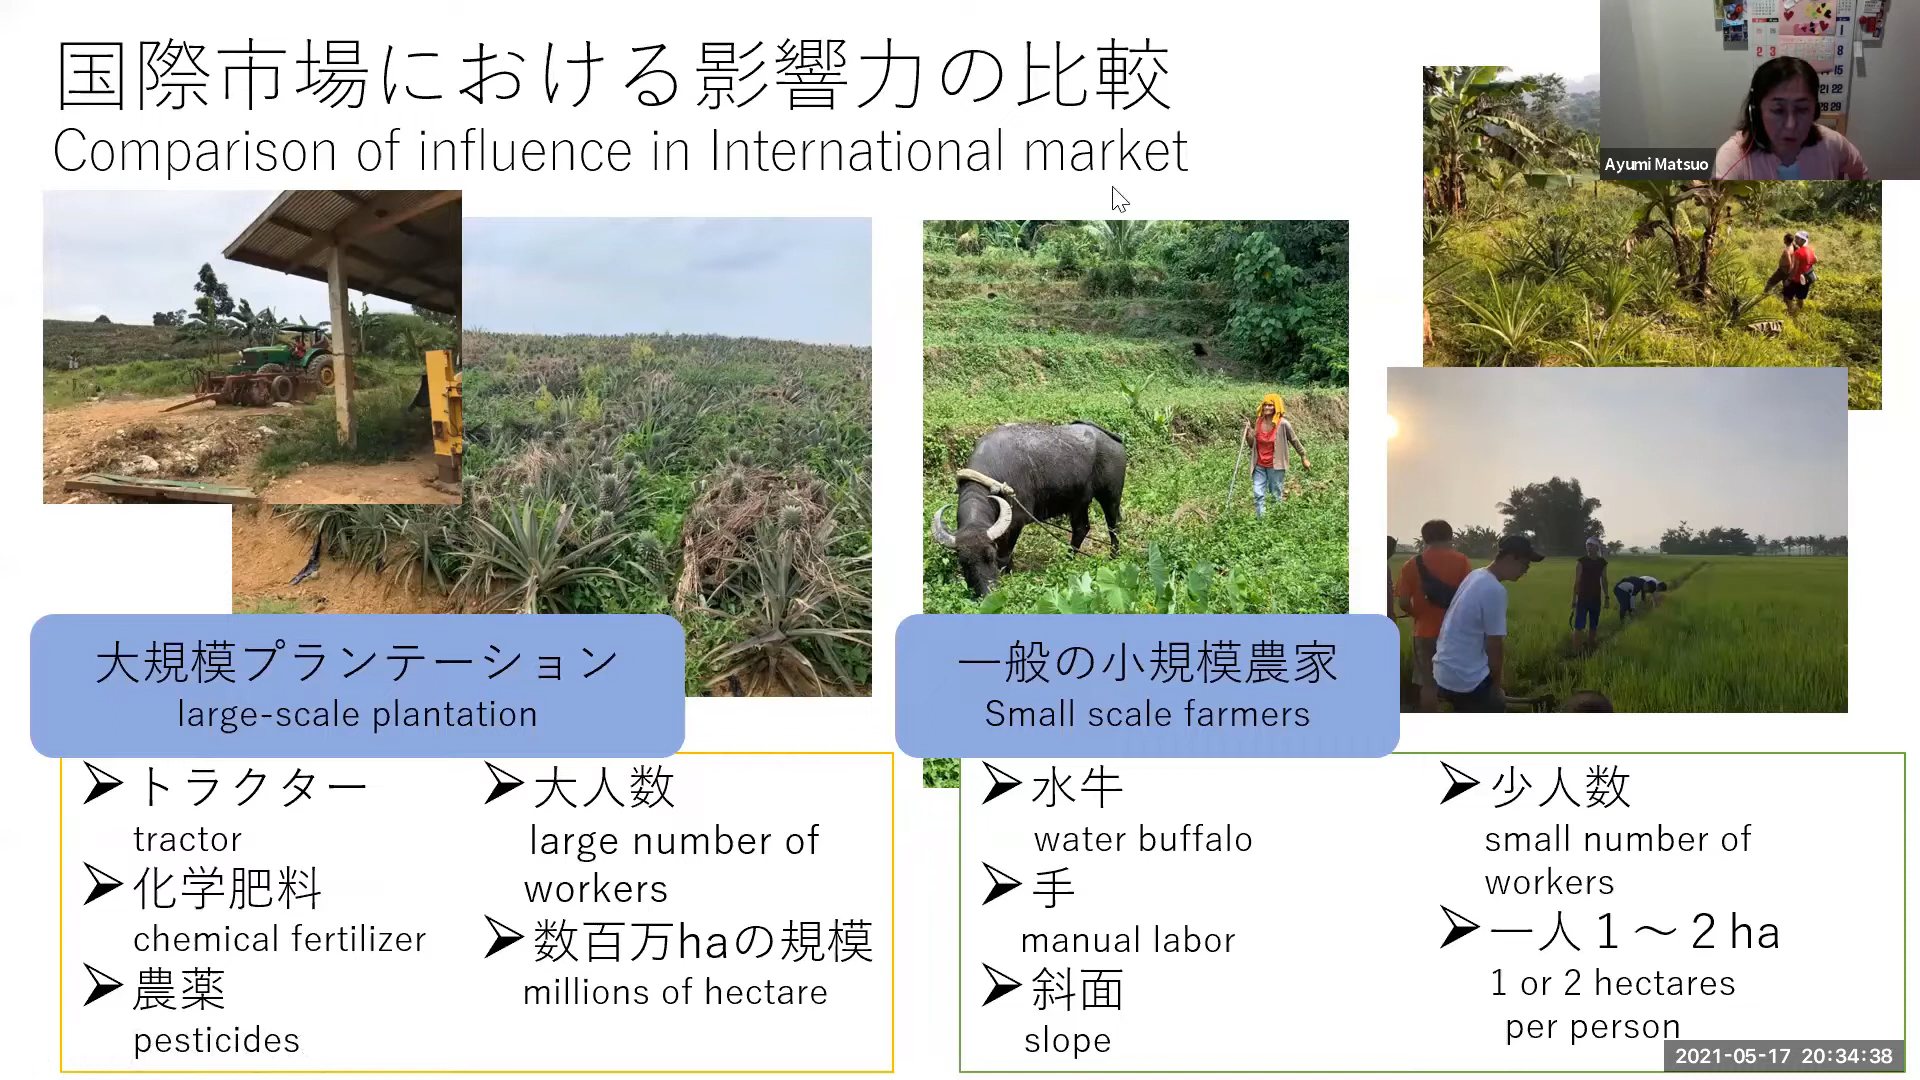 国際市場における影響力の比較
Comparison of influence in International market
Ayumi Matsuo
大規模プランテーション
large-scale plantation
➢トラクター
tractor
➢化学肥料
chemical fertilizer
➢農薬
pesticides
➢大人数
large number of
workers
➢数百万haの規模
millions of hectare
一般の小規模農家
Small scale farmers
➢水牛
water buffalo
➢手
manual labor
➢斜面
slope
➢少人数
small number of
workers
➢一人１～２ha
1 or 2 hectares
per person
2021-05-17 20:34:38